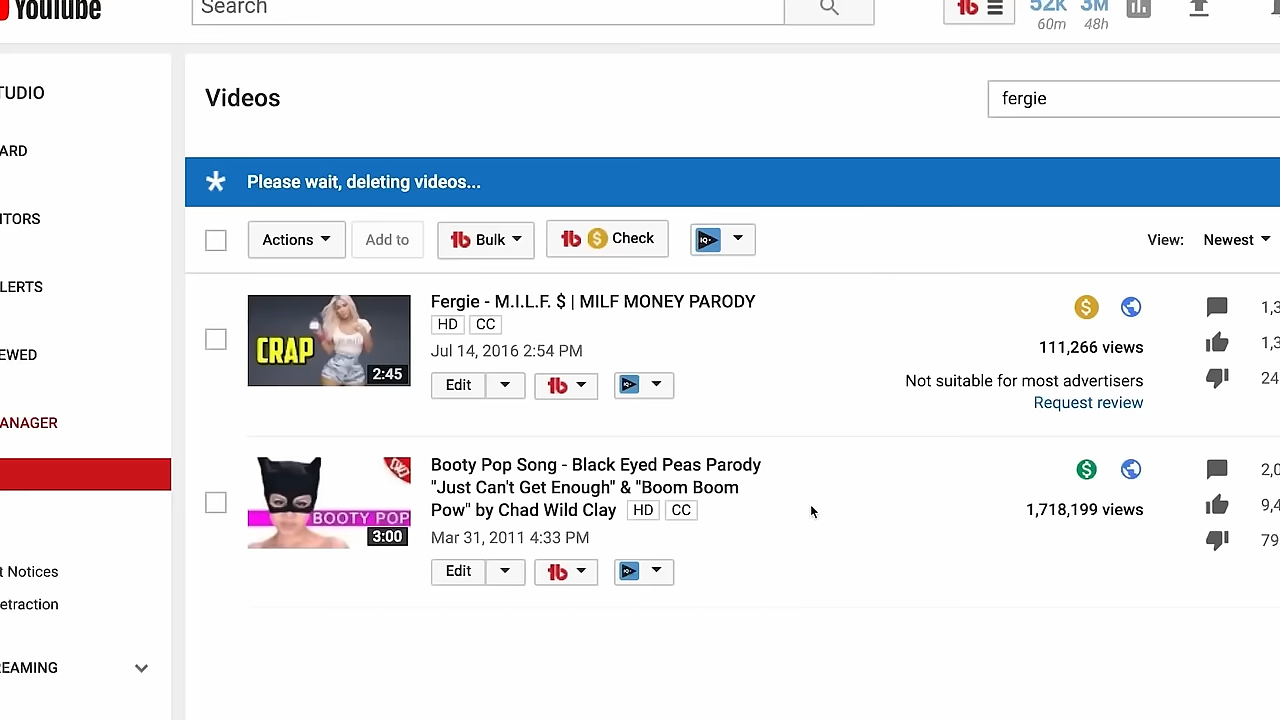 YouTube
Search
52K 3M
60m 48h
TUDIO
Videos
fergie
ARD
Please wait, deleting videos...
ITORS
Actions
Add to
Bulk
$ Check
View: Newest
LERTS
Fergie - M.I.L.F. $ | MILF MONEY PARODY
HD CC
Jul 14, 2016 2:54 PM
Edit
CRAP
2:45
$
111,266 views
Not suitable for most advertisers
Request review
1,3
1,3
24
EWED
ANAGER
Booty Pop Song - Black Eyed Peas Parody
"Just Can't Get Enough" & "Boom Boom
Pow" by Chad Wild Clay HD CC
Mar 31, 2011 4:33 PM
Edit
BOOTY POP
3:00
$
1,718,199 views
2,0
9,4
79
t Notices
etraction
REAMING